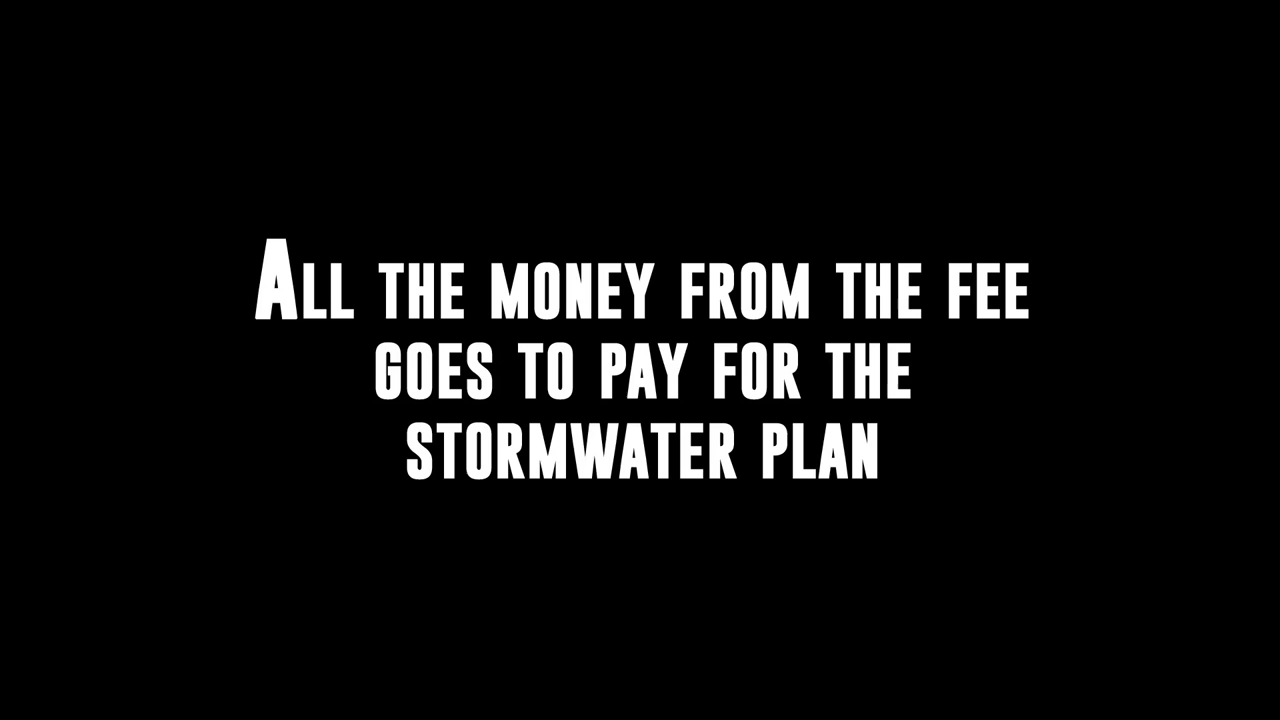 All the money from the fee
goes to pay for the
stormwater plan